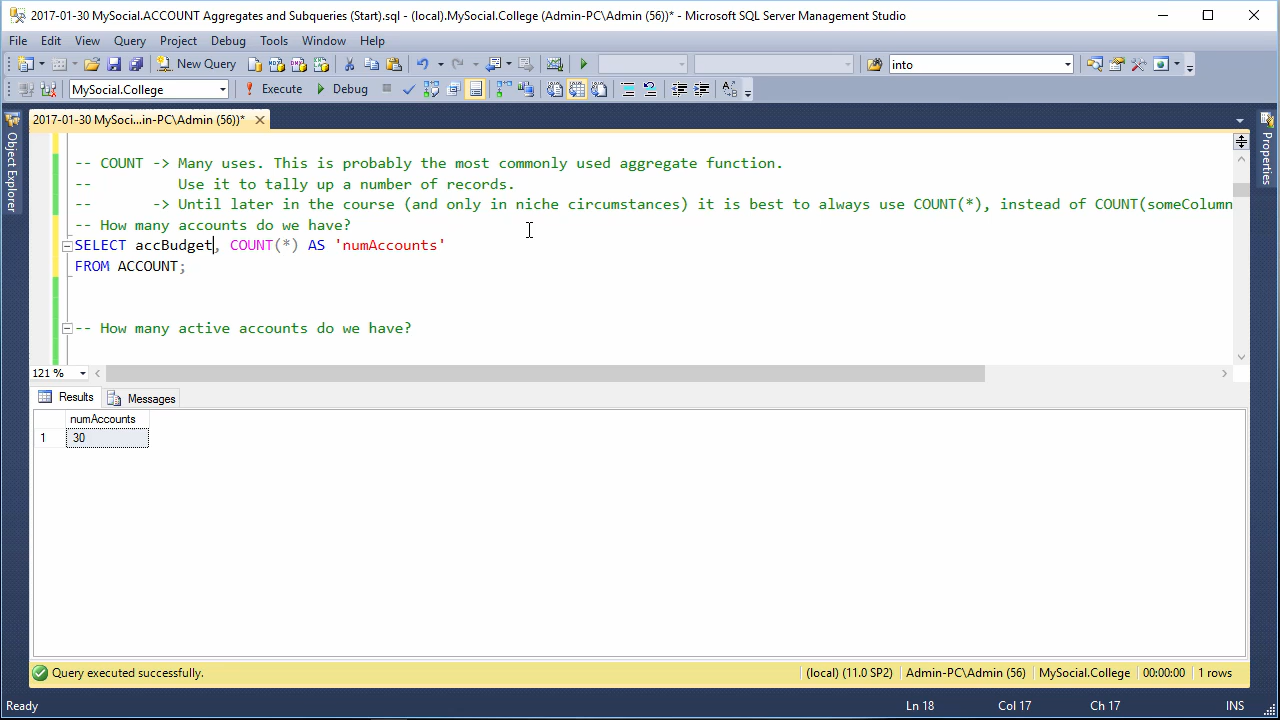 2017-01-30 MySocial.ACCOUNT Aggregates and Subqueries (Start).sql - (local).MySocial.College (Admin-PC\Admin (56))* - Microsoft SQL Server Management Studio
File Edit View Query Project Debug Tools Window Help
New Query into
MySocial.College Execute Debug
2017-01-30 MySoci...in-PC\Admin (56))*
Object Explorer
Properties
-- COUNT -> Many uses. This is probably the most commonly used aggregate function.
-- Use it to tally up a number of records.
-- -> Until later in the course (and only in niche circumstances) it is best to always use COUNT(*), instead of COUNT(someColumn
-- How many accounts do we have?
SELECT accBudget, COUNT(*) AS 'numAccounts'
FROM ACCOUNT;
-- How many active accounts do we have?
121 %
Results Messages
numAccounts
1 30
Query executed successfully. (local) (11.0 SP2) Admin-PC\Admin (56) MySocial.College 00:00:00 1 rows
Ready Ln 18 Col 17 Ch 17 INS